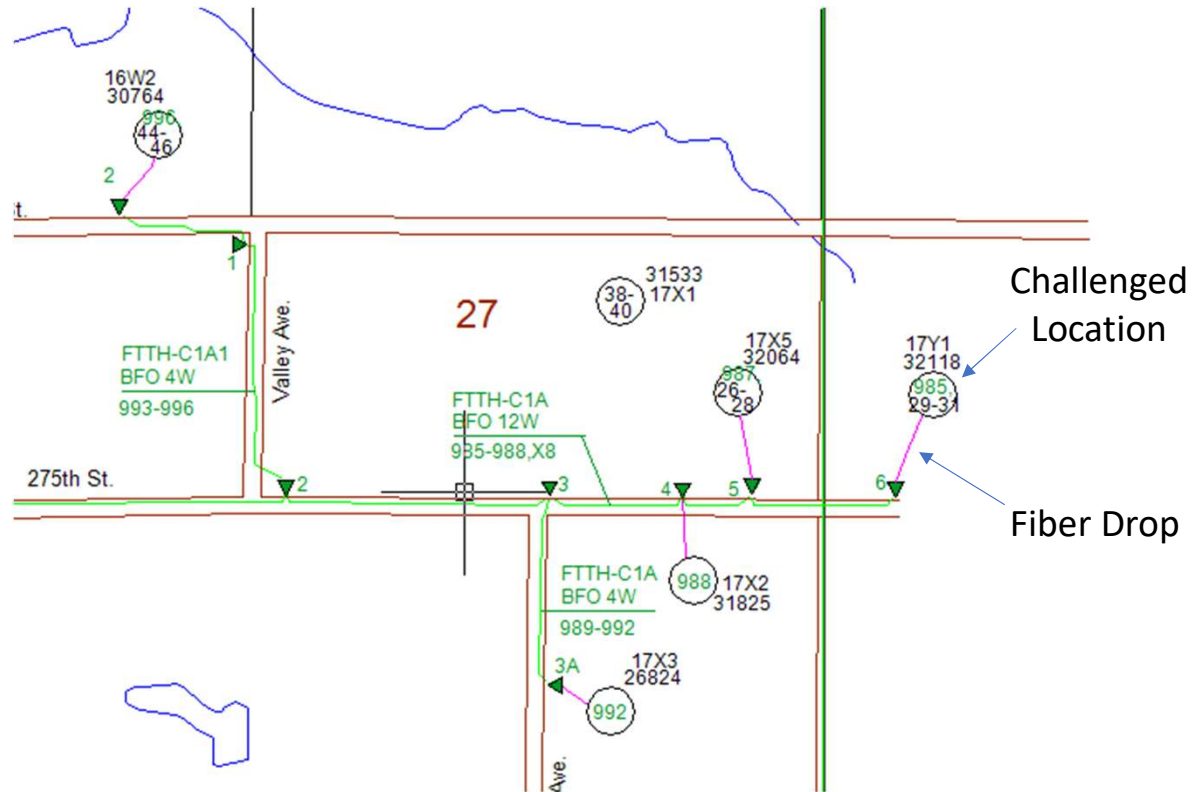 16W2
30764
996
44-
46
2
t.
1
Valley Ave.
27
31533
17X1
38-
40
Challenged
Location
FTTH-C1A1
BFO 4W
993-996
17X5
32064
987
26-
28
17Y1
32118
985,
29-31
FTTH-C1A
BFO 12W
985-988,X8
275th St.
2
3
4
5
6
Fiber Drop
FTTH-C1A
BFO 4W
989-992
988
17X2
31825
3A
17X3
26824
992
Ave.